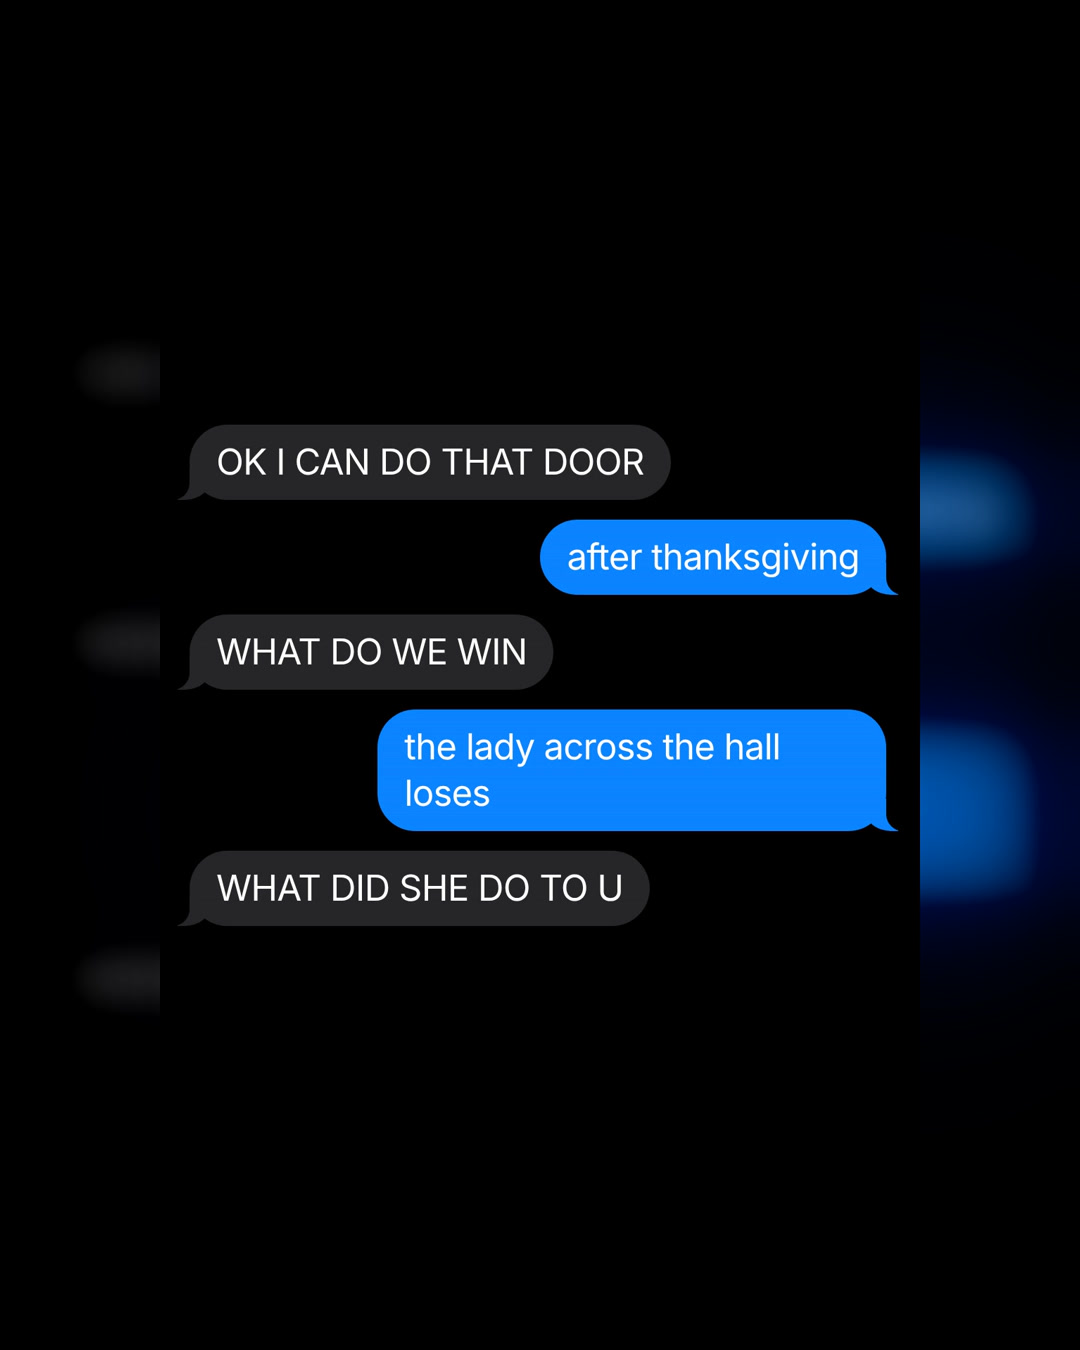 OK I CAN DO THAT DOOR
after thanksgiving
WHAT DO WE WIN
the lady across the hall
loses
WHAT DID SHE DO TO U